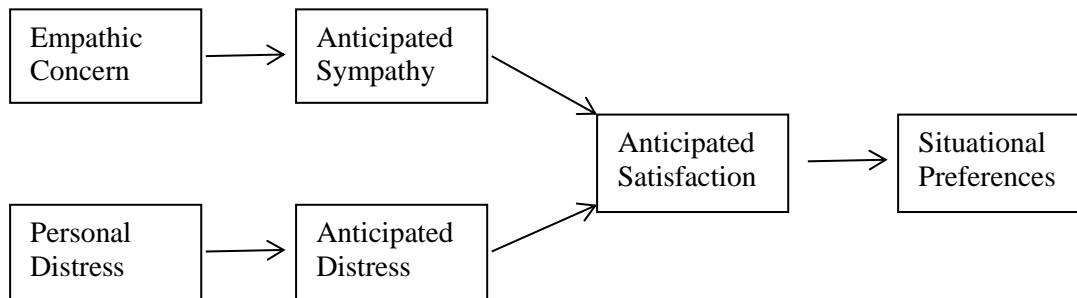 Empathic
Concern
Anticipated
Sympathy
Anticipated
Satisfaction
Situational
Preferences
Personal
Distress
Anticipated
Distress